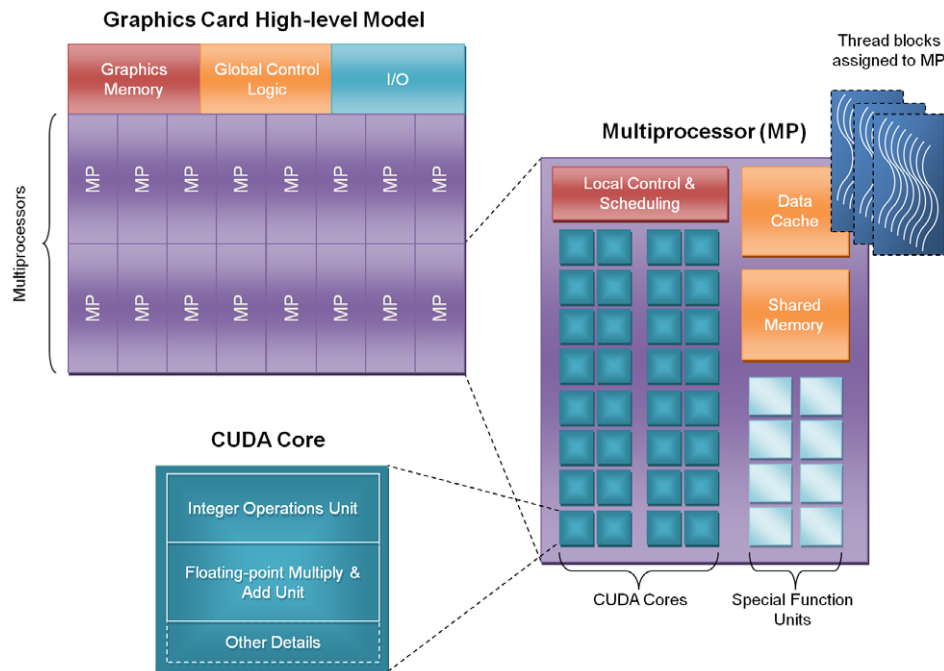 Graphics Card High-level Model
Graphics
Memory
Global Control
Logic
I/O
Multiprocessors
MP MP MP MP MP MP MP MP
MP MP MP MP MP MP MP MP
Thread blocks
assigned to MP
Multiprocessor (MP)
Local Control &
Scheduling
Data
Cache
Shared
Memory
CUDA Cores
Special Function
Units
CUDA Core
Integer Operations Unit
Floating-point Multiply &
Add Unit
Other Details